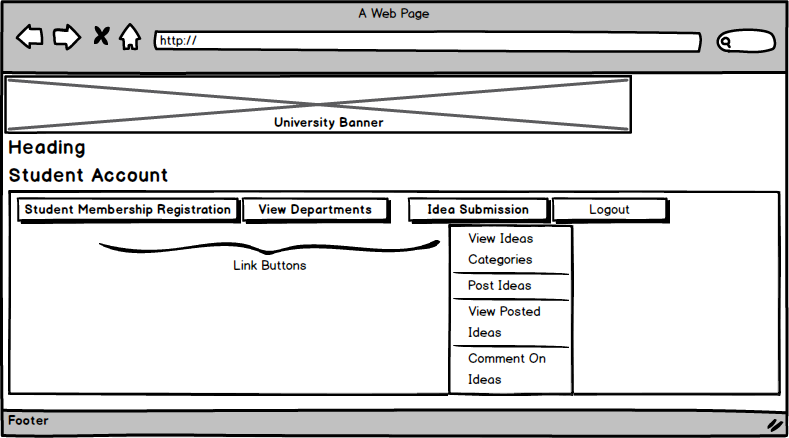 A Web Page
http://
University Banner
Heading
Student Account
Student Membership Registration
View Departments
Idea Submission
Logout
Link Buttons
View Ideas
Categories
Post Ideas
View Posted
Ideas
Comment On
Ideas
Footer